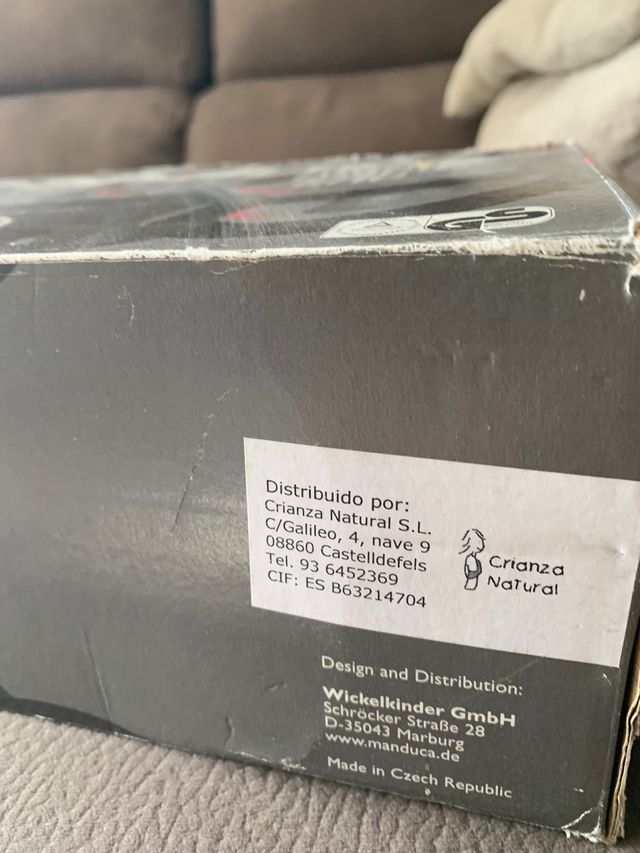 GS
Distribuido por:
Crianza Natural S.L.
C/Galileo, 4, nave 9
08860 Castelldefels
Tel. 93 6452369
CIF: ES B63214704
Crianza
Natural
Design and Distribution:
Wickelkinder GmbH
Schröcker Straße 28
D-35043 Marburg
www.manduca.de
Made in Czech Republic